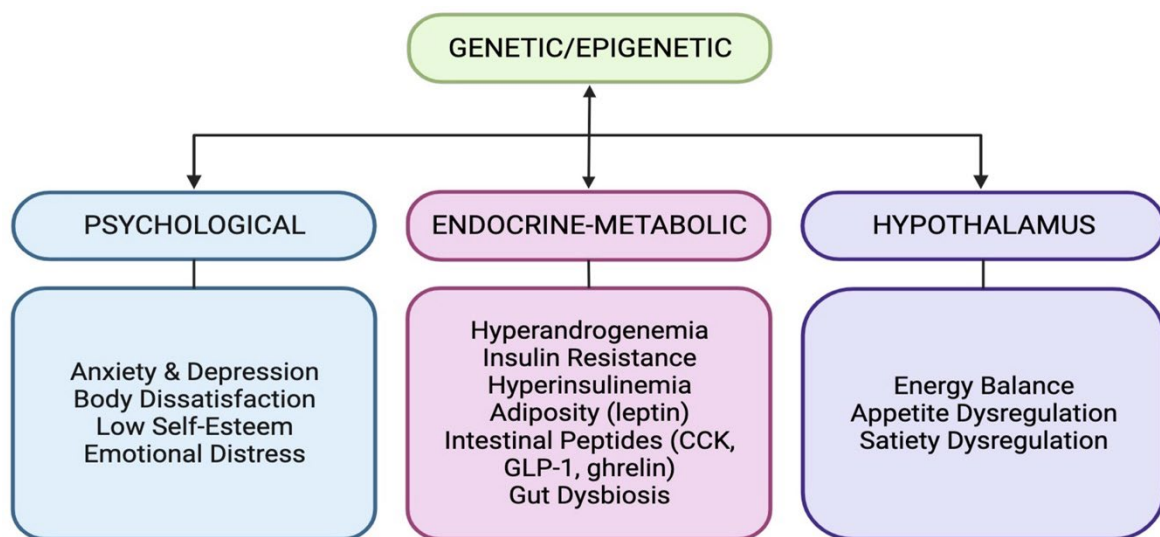 GENETIC/EPIGENETIC
PSYCHOLOGICAL
Anxiety & Depression
Body Dissatisfaction
Low Self-Esteem
Emotional Distress
ENDOCRINE-METABOLIC
Hyperandrogenemia
Insulin Resistance
Hyperinsulinemia
Adiposity (leptin)
Intestinal Peptides (CCK,
GLP-1, ghrelin)
Gut Dysbiosis
HYPOTHALAMUS
Energy Balance
Appetite Dysregulation
Satiety Dysregulation